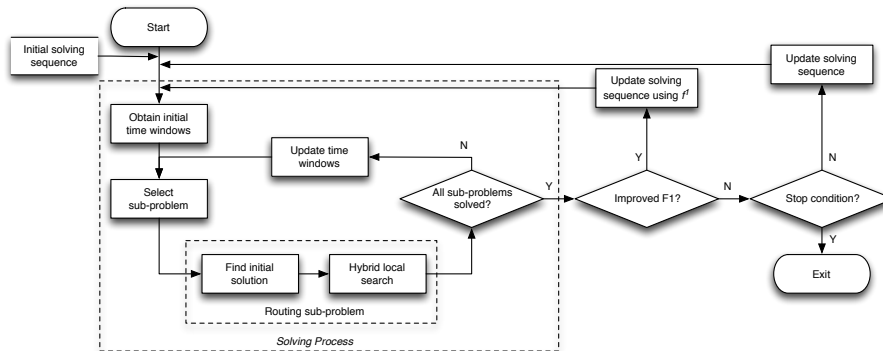 Start
Initial solving
sequence
Update solving
sequence
Update solving
sequence using f¹
Obtain initial
time windows
N
Update time
windows
Y
N
Select
sub-problem
All sub-problems
solved?
Y
Improved F1?
N
Stop condition?
Y
Find initial
solution
Hybrid local
search
Exit
Routing sub-problem
Solving Process